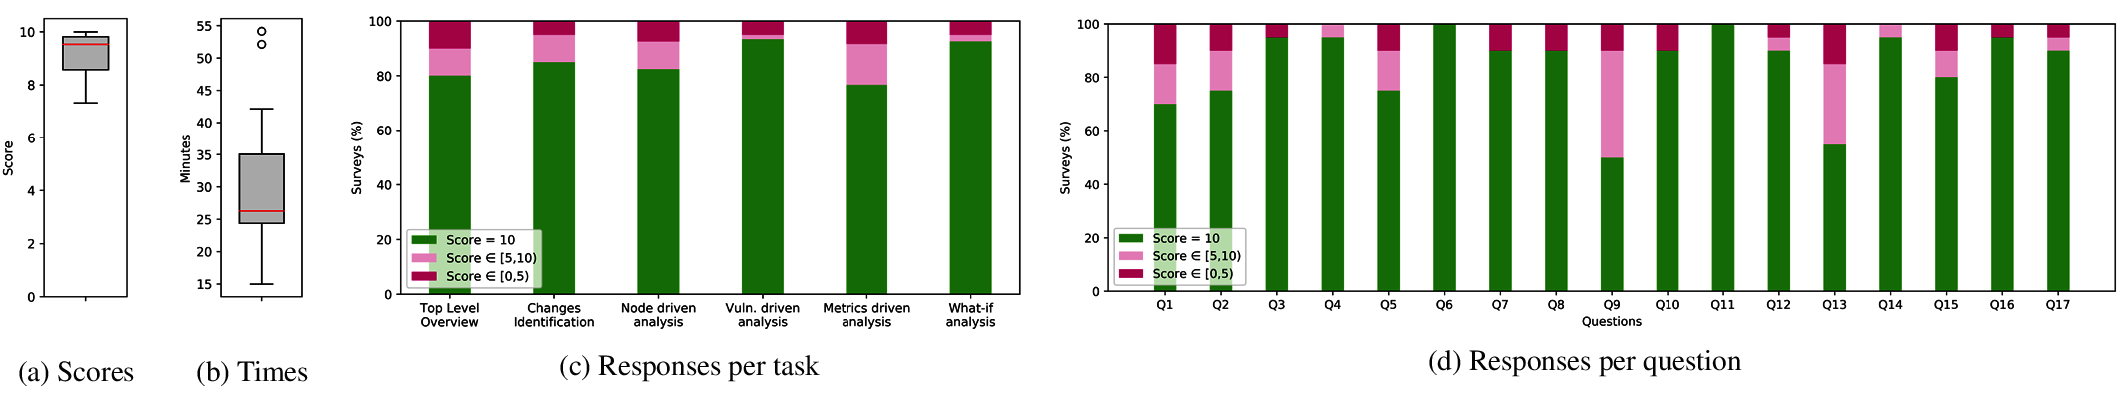 Score
10
8
6
4
2
0
(a) Scores
Minutes
55
50
45
40
35
30
25
20
15
(b) Times
Surveys (%)
100
80
60
40
20
0
Score = 10
Score ∈ [5,10)
Score ∈ [0,5)
Top Level
Overview
Changes
Identification
Node driven
analysis
Vuln. driven
analysis
Metrics driven
analysis
What-if
analysis
(c) Responses per task
Surveys (%)
100
80
60
40
20
0
Score = 10
Score ∈ [5,10)
Score ∈ [0,5)
Q1 Q2 Q3 Q4 Q5 Q6 Q7 Q8 Q9 Q10 Q11 Q12 Q13 Q14 Q15 Q16 Q17
Questions
(d) Responses per question